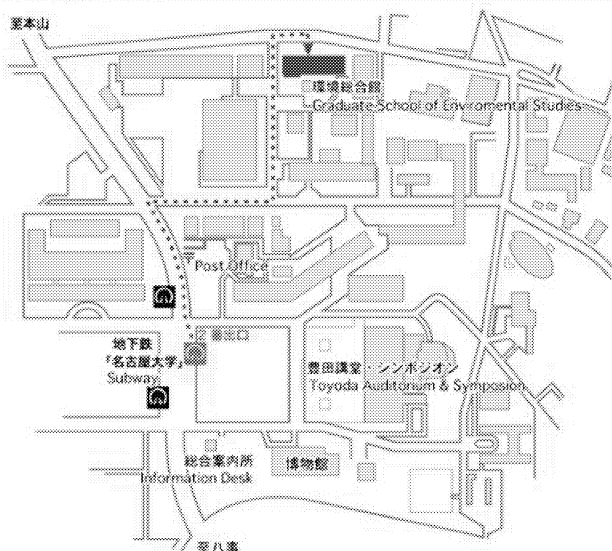 至本山
環境総合館
Graduate School of Enviromental Studies
Post Office
2番出口
地下鉄
「名古屋大学」
Subway
豊田講堂・シンポジオン
Toyoda Auditorium & Symposion
総合案内所
Information Desk
博物館
至八事